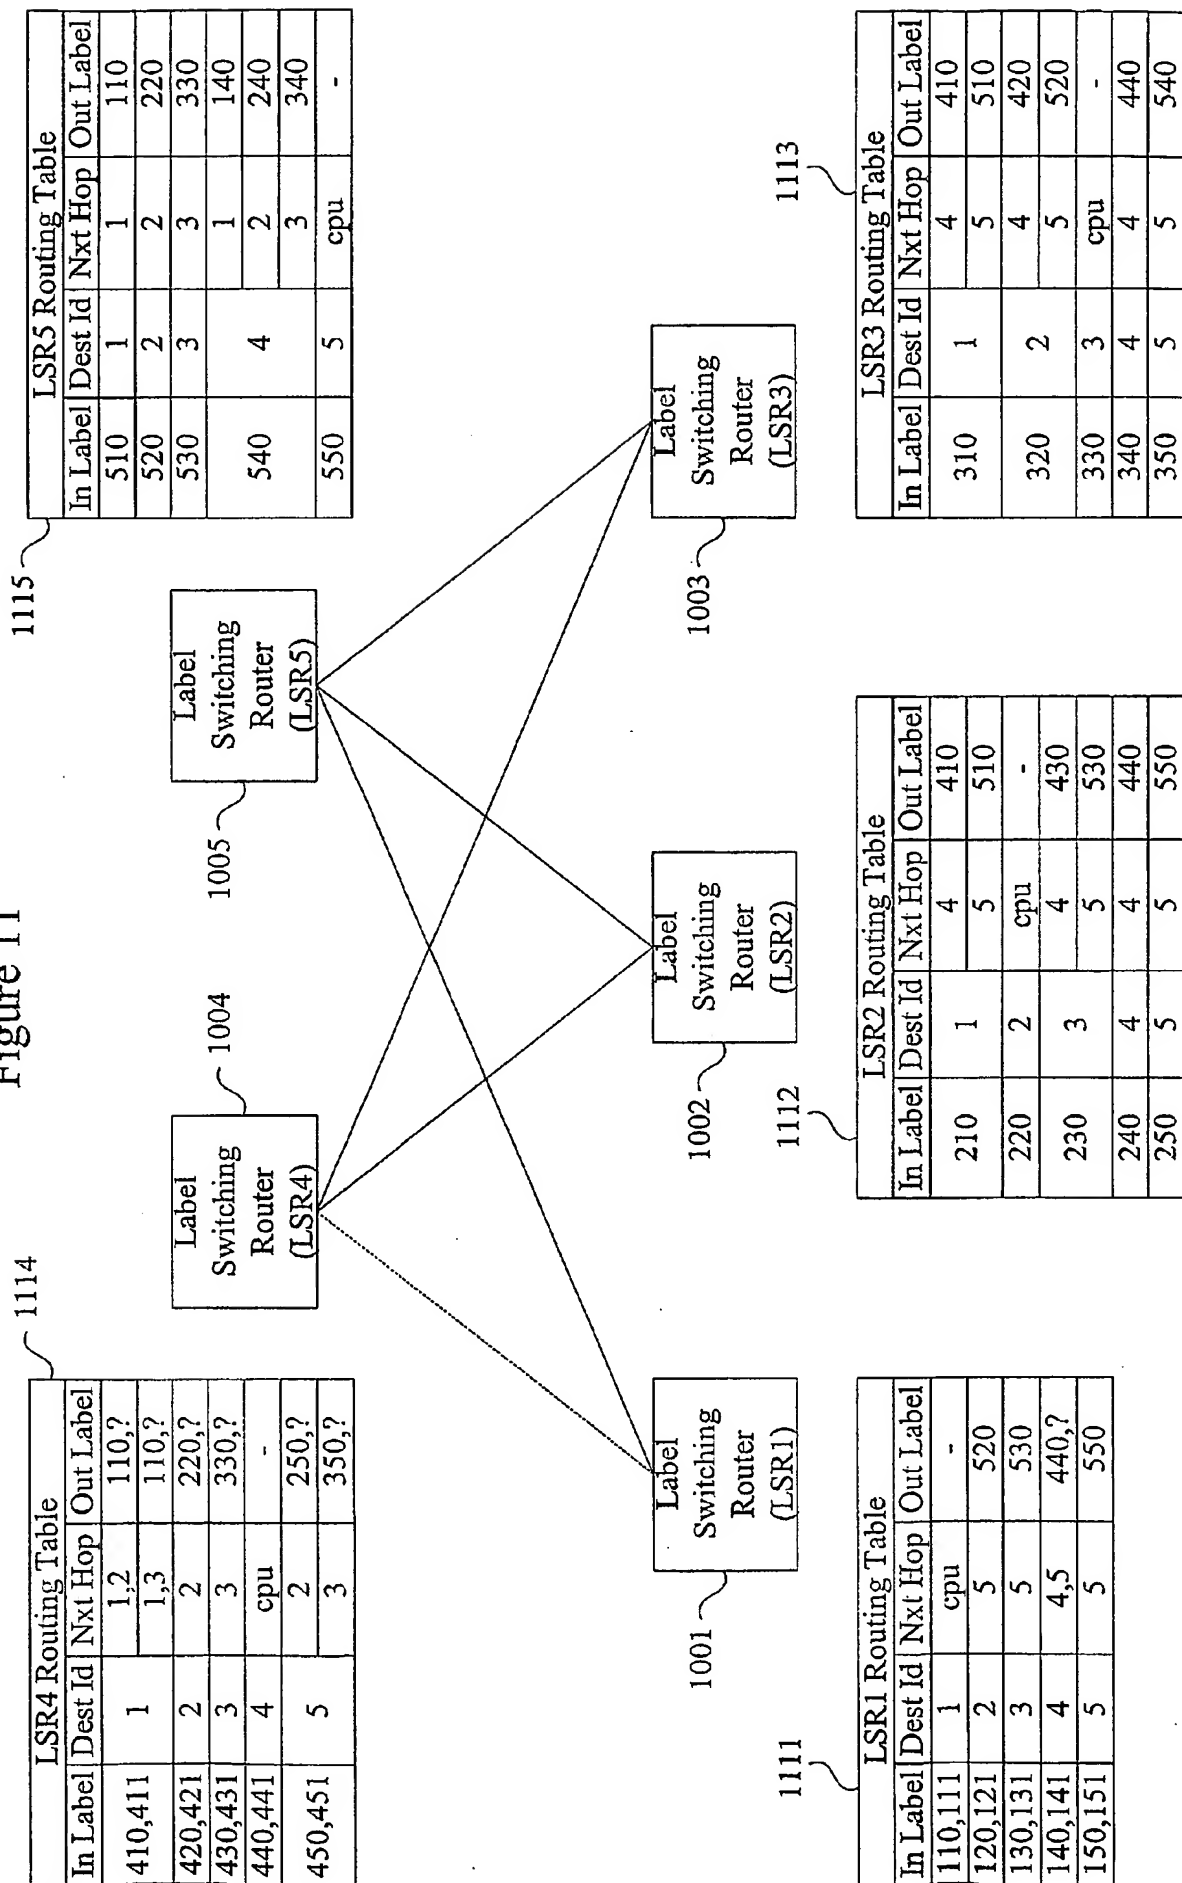 Figure 11
1114
LSR4 Routing Table
In Label Dest Id Nxt Hop Out Label
410,411 1 1,2 110,?
1,3 110,?
420,421 2 2 220,?
430,431 3 3 330,?
440,441 4 cpu -
450,451 5 2 250,?
3 350,?
1004
Label
Switching
Router
(LSR4)
1005
Label
Switching
Router
(LSR5)
1115
LSR5 Routing Table
In Label Dest Id Nxt Hop Out Label
510 1 1 110
520 2 2 220
530 3 3 330
540 4 1 140
2 240
3 340
550 5 cpu -
1001
Label
Switching
Router
(LSR1)
1002
Label
Switching
Router
(LSR2)
1003
Label
Switching
Router
(LSR3)
1111
LSR1 Routing Table
In Label Dest Id Nxt Hop Out Label
110,111 1 cpu -
120,121 2 5 520
130,131 3 5 530
140,141 4 4,5 440,?
150,151 5 5 550
1112
LSR2 Routing Table
In Label Dest Id Nxt Hop Out Label
210 1 4 410
5 510
220 2 cpu -
230 3 4 430
5 530
240 4 4 440
250 5 5 550
1113
LSR3 Routing Table
In Label Dest Id Nxt Hop Out Label
310 1 4 410
5 510
320 2 4 420
5 520
330 3 cpu -
340 4 4 440
350 5 5 540